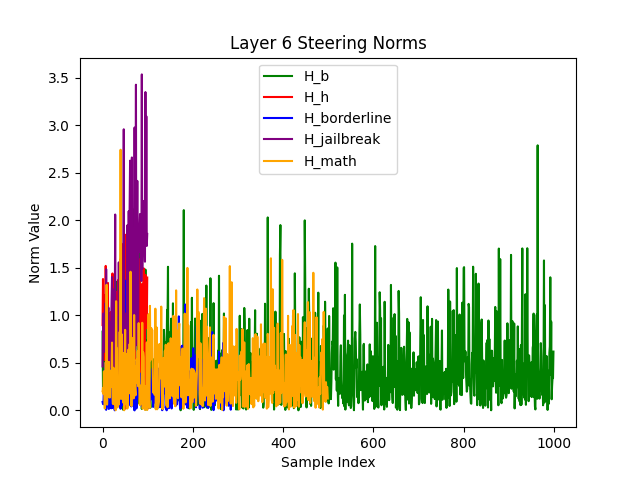 Layer 6 Steering Norms
H_b
H_h
H_borderline
H_jailbreak
H_math
Norm Value
3.5
3.0
2.5
2.0
1.5
1.0
0.5
0.0
0
200
400
600
800
1000
Sample Index